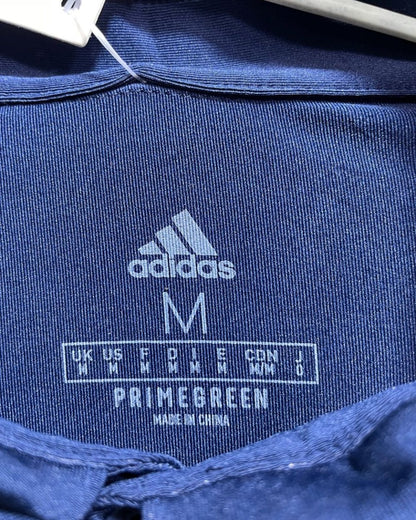 adidas
M
UK US F D I E CDN J
M M M M M M M/M O
PRIMEGREEN
MADE IN CHINA